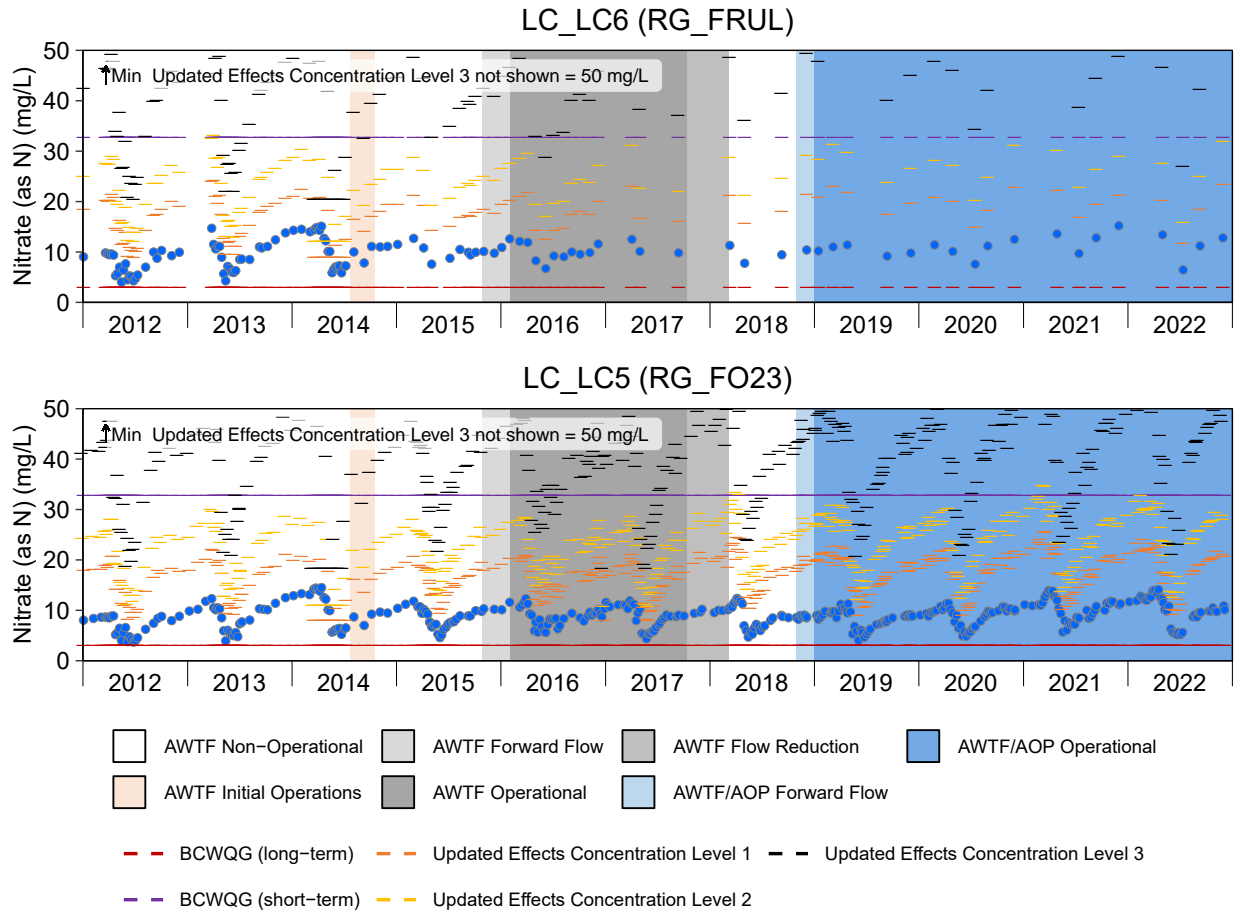 LC_LC6 (RG_FRUL)
Nitrate (as N) (mg/L)
50
40
30
20
10
0
Min Updated Effects Concentration Level 3 not shown = 50 mg/L
2012 2013 2014 2015 2016 2017 2018 2019 2020 2021 2022
LC_LC5 (RG_FO23)
Nitrate (as N) (mg/L)
50
40
30
20
10
0
Min Updated Effects Concentration Level 3 not shown = 50 mg/L
2012 2013 2014 2015 2016 2017 2018 2019 2020 2021 2022
AWTF Non−Operational AWTF Forward Flow AWTF Flow Reduction AWTF/AOP Operational
AWTF Initial Operations AWTF Operational AWTF/AOP Forward Flow
BCWQG (long−term) Updated Effects Concentration Level 1 Updated Effects Concentration Level 3
BCWQG (short−term) Updated Effects Concentration Level 2